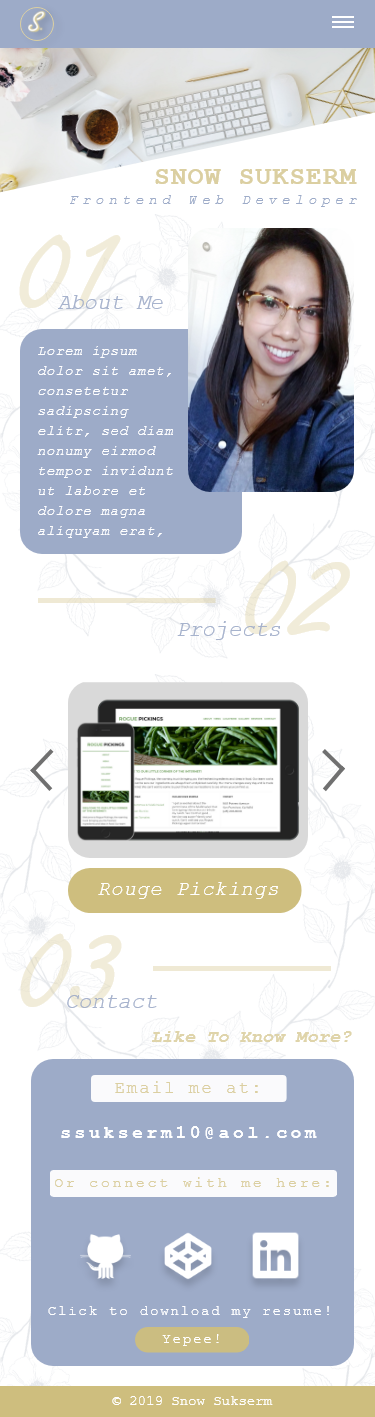 S
SNOW SUKSERM
Frontend Web Developer
01
About Me
Lorem ipsum
dolor sit amet,
consetetur
sadipscing
elitr, sed diam
nonumy eirmod
tempor invidunt
ut labore et
dolore magna
aliquyam erat,
02
Projects
ROGUE PICKINGS
ROGUE PICKINGS
Rouge Pickings
03
Contact
Like To Know More?
Email me at:
ssukserm10@aol.com
Or connect with me here:
in
Click to download my resume!
Yepee!
© 2019 Snow Sukserm